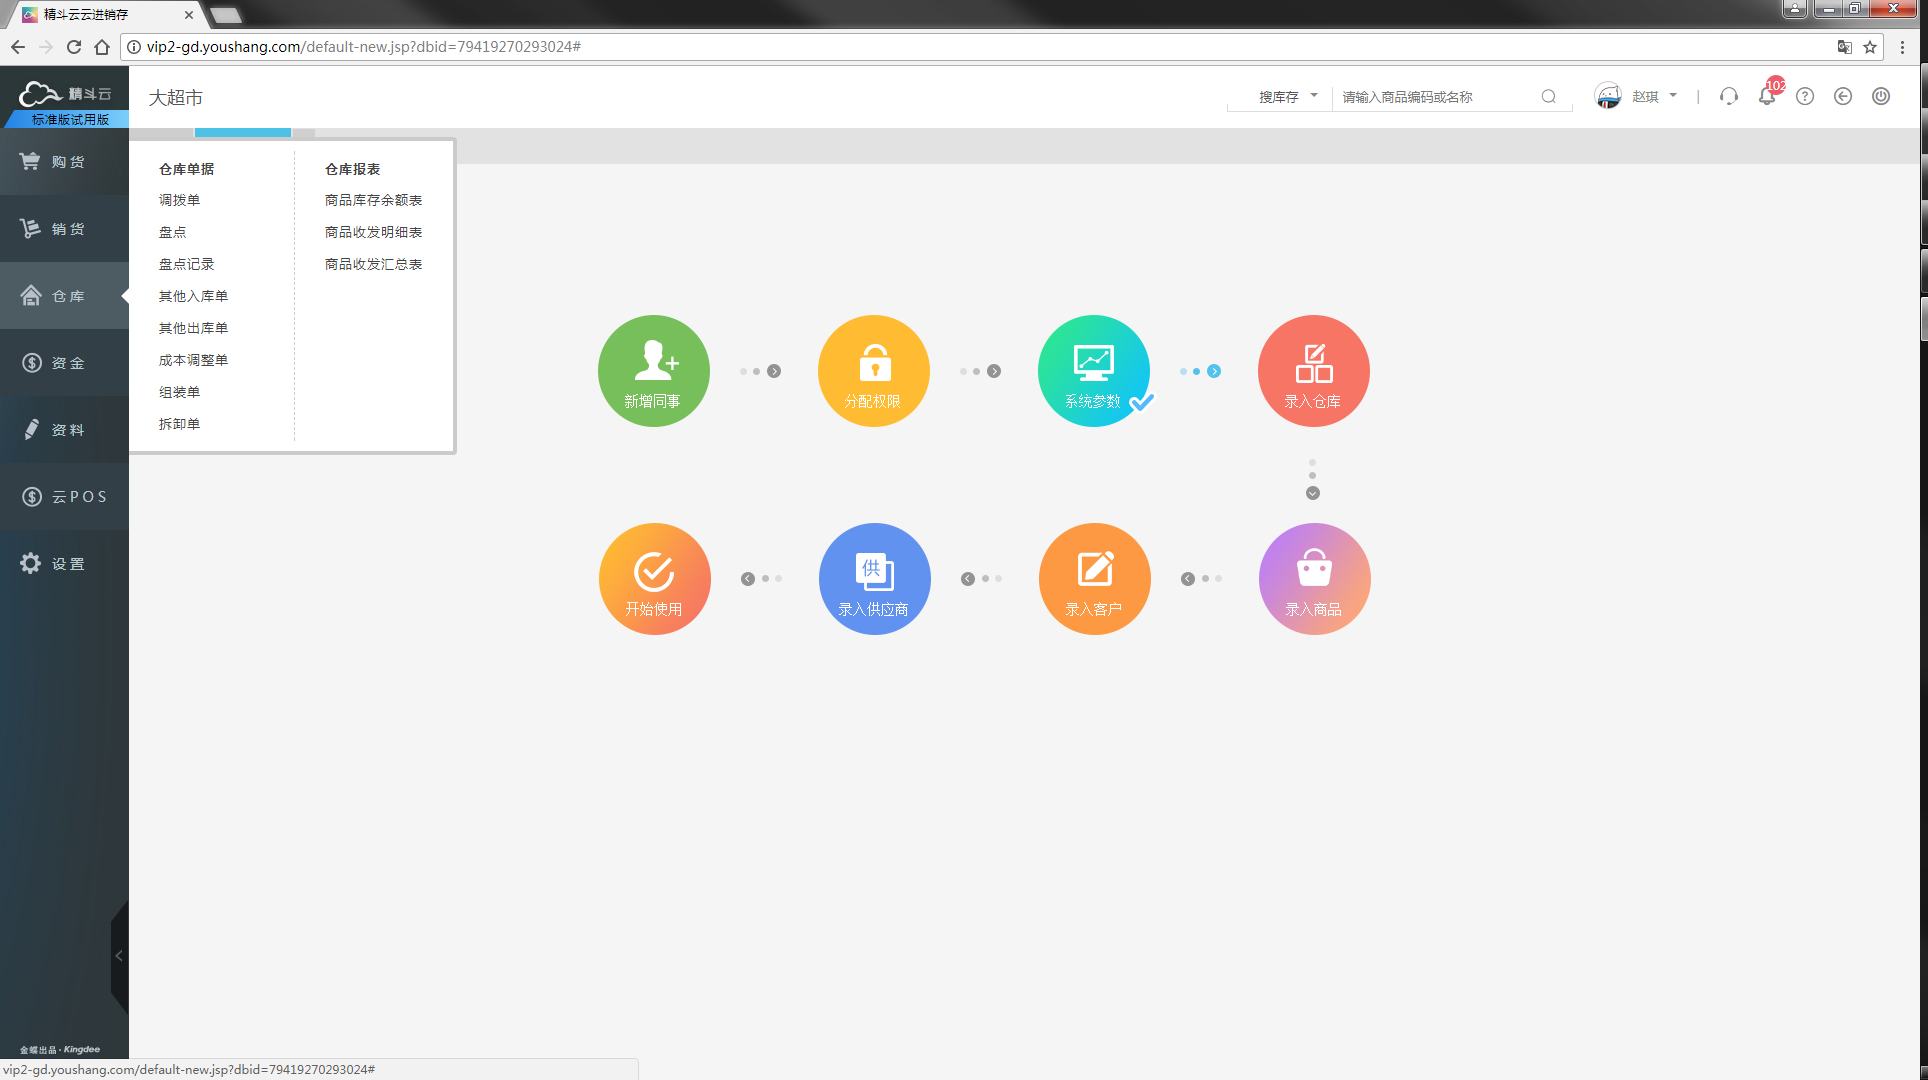 精斗云云进销存
vip2-gd.youshang.com/default-new.jsp?dbid=79419270293024#
精斗云
标准版试用版
大超市
搜库存
请输入商品编码或名称
赵琪
102
购货
销货
仓库
资金
资料
云POS
设置
仓库单据
调拨单
盘点
盘点记录
其他入库单
其他出库单
成本调整单
组装单
拆卸单
仓库报表
商品库存余额表
商品收发明细表
商品收发汇总表
新增同事
分配权限
系统参数
录入仓库
开始使用
供
录入供应商
录入客户
录入商品
金蝶出品·Kingdee
vip2-gd.youshang.com/default-new.jsp?dbid=79419270293024#